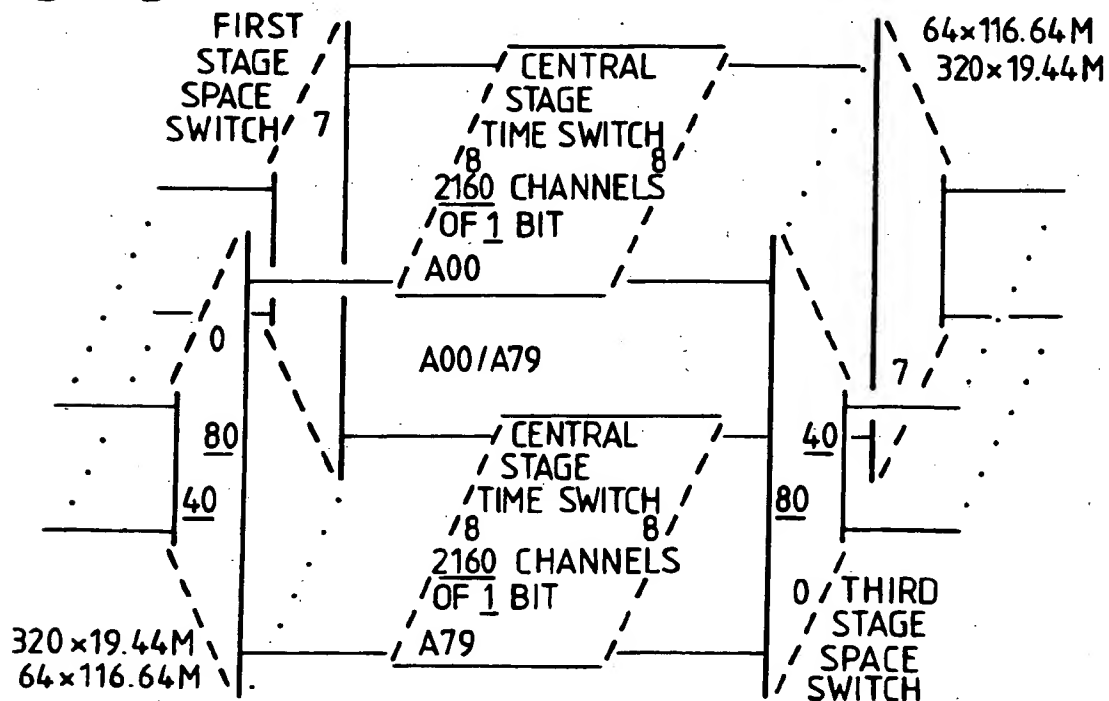 FIRST
STAGE
SPACE
SWITCH
7
CENTRAL
STAGE
TIME SWITCH
8 8
2160 CHANNELS
OF 1 BIT
A00
64×116.64M
320×19.44M
0
A00/A79
7
80
40
CENTRAL
STAGE
TIME SWITCH
8 8
2160 CHANNELS
OF 1 BIT
A79
40
80
320×19.44M
64×116.64M
0 THIRD
STAGE
SPACE
SWITCH